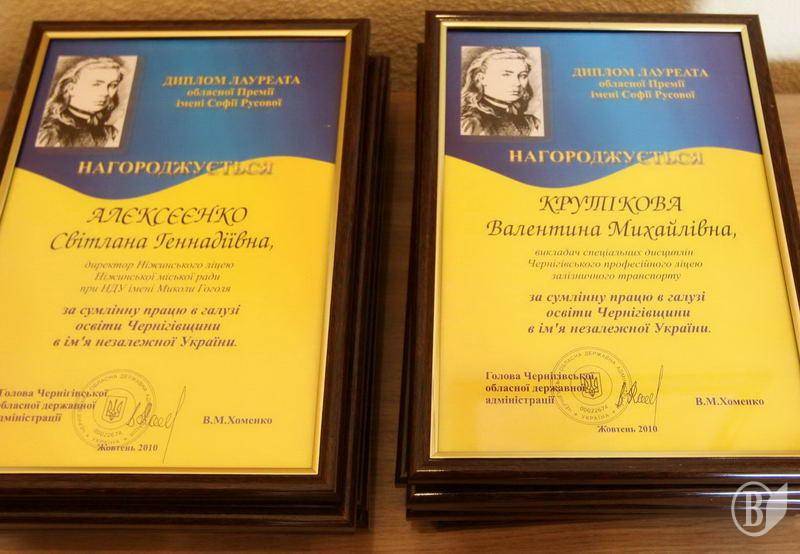 ДИПЛОМ ЛАУРЕАТА
обласної Премії
імені Софії Русової
НАГОРОДЖУЄТЬСЯ
АЛЄКСЄЄНКО
Світлана Геннадіївна,
директор Ніжинського ліцею
Ніжинської міської ради
при НДУ імені Миколи Гоголя
за сумлінну працю в галузі
освіти Чернігівщини
в ім'я незалежної України.
Голова Чернігівської
обласної державної
адміністрації
В.М.Хоменко
Жовтень 2010
ДИПЛОМ ЛАУРЕАТА
обласної Премії
імені Софії Русової
НАГОРОДЖУЄТЬСЯ
КРУТІКОВА
Валентина Михайлівна,
викладач спеціальних дисциплін
Чернігівського професійного ліцею
залізничного транспорту
за сумлінну працю в галузі
освіти Чернігівщини
в ім'я незалежної України.
Голова Чернігівської
обласної державної
адміністрації
00022674
В.М.Хоменко
Жовтень 2010
В